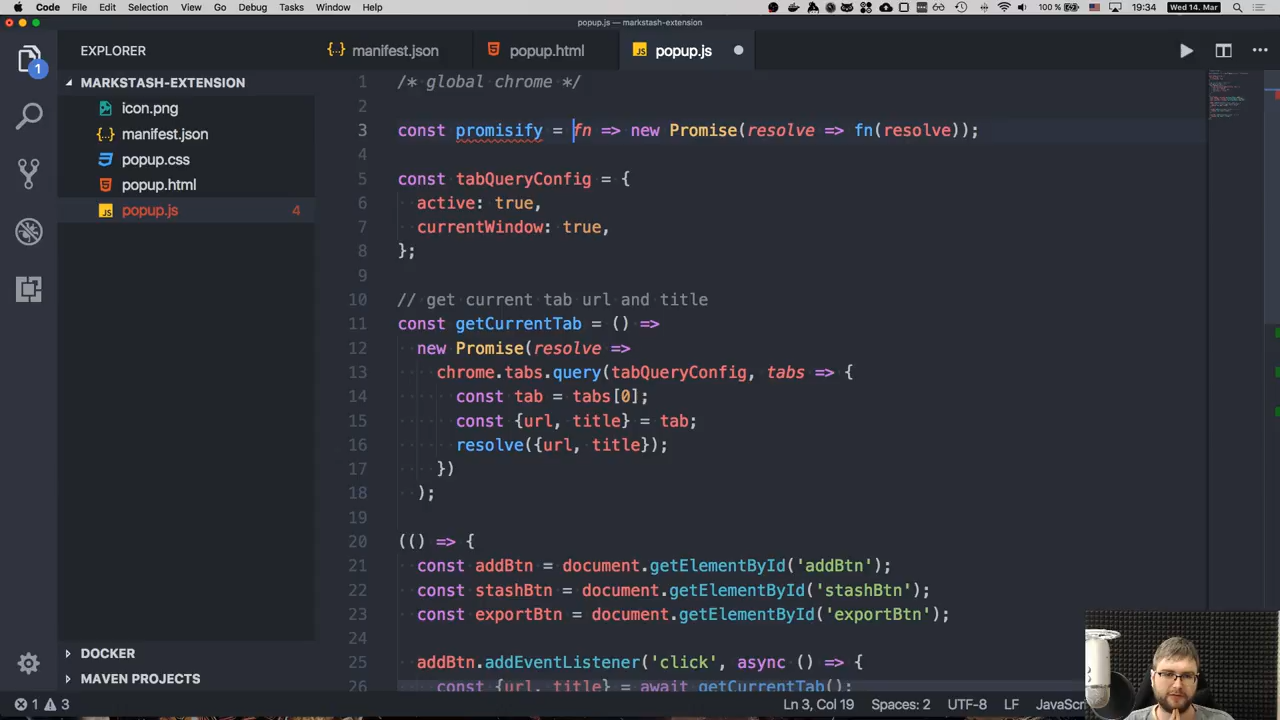 Code File Edit Selection View Go Debug Tasks Window Help 100 % 19:34 Wed 14. Mar
popup.js — markstash-extension
EXPLORER
manifest.json
popup.html
popup.js
MARKSTASH-EXTENSION
icon.png
manifest.json
popup.css
popup.html
popup.js 4
1
1 /* global chrome */
2
3 const promisify = fn => new Promise(resolve => fn(resolve));
4
5 const tabQueryConfig = {
6 active: true,
7 currentWindow: true,
8 };
9
10 // get current tab url and title
11 const getCurrentTab = () =>
12 new Promise(resolve =>
13 chrome.tabs.query(tabQueryConfig, tabs => {
14 const tab = tabs[0];
15 const {url, title} = tab;
16 resolve({url, title});
17 })
18 );
19
20 (() => {
21 const addBtn = document.getElementById('addBtn');
22 const stashBtn = document.getElementById('stashBtn');
23 const exportBtn = document.getElementById('exportBtn');
24
25 addBtn.addEventListener('click', async () => {
26 const {url, title} = await getCurrentTab();
DOCKER
MAVEN PROJECTS
1 3 Ln 3, Col 19 Spaces: 2 UTF-8 LF